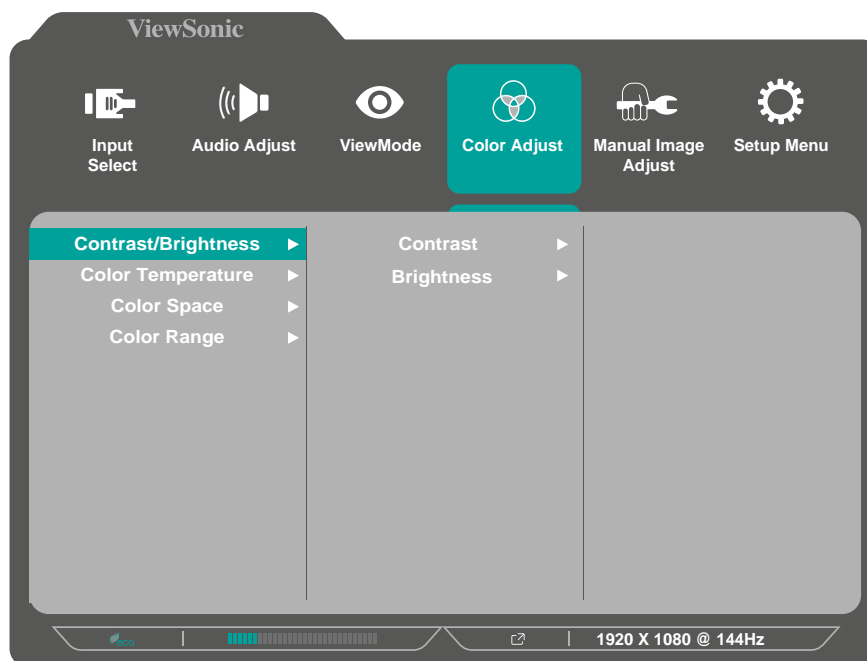 ViewSonic
Input
Select
Audio Adjust
ViewMode
Color Adjust
Manual Image
Adjust
Setup Menu
Contrast/Brightness
Color Temperature
Color Space
Color Range
Contrast
Brightness
eco
1920 X 1080 @ 144Hz